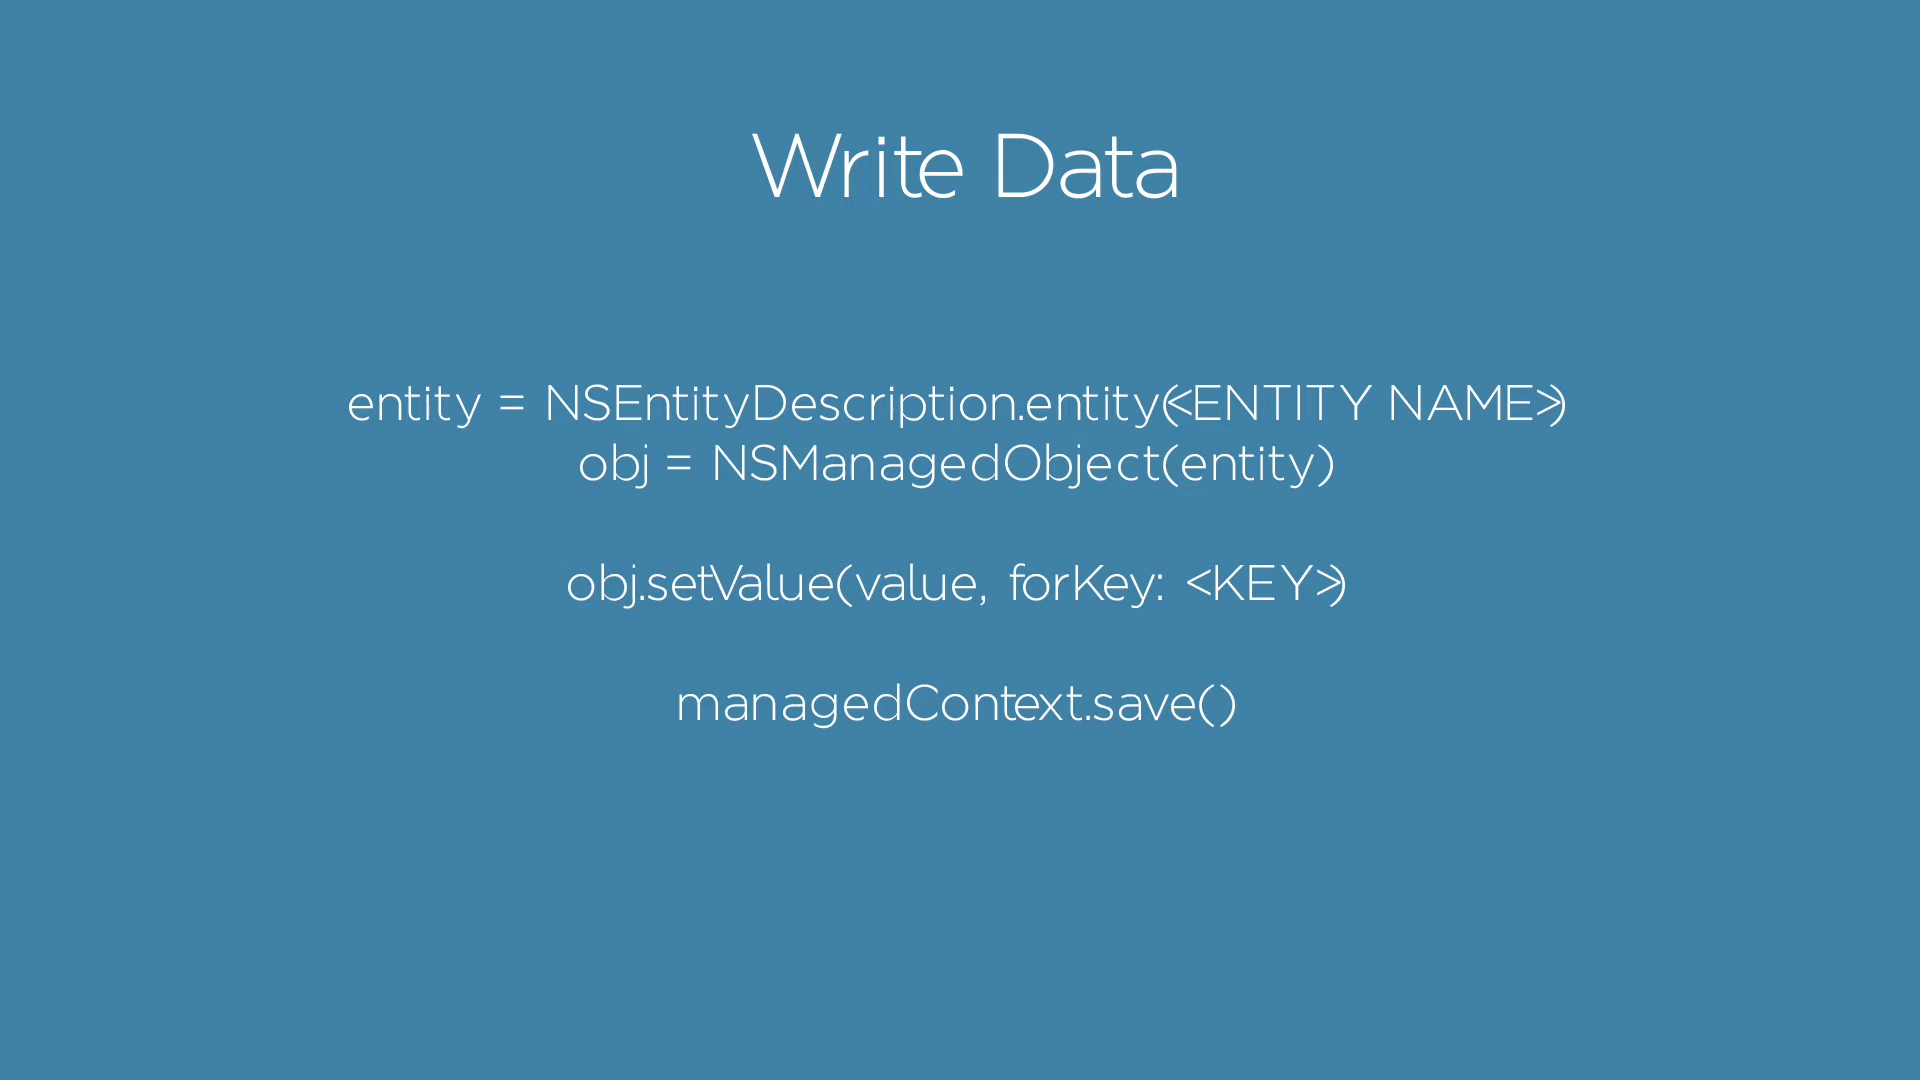 Write Data
entity = NSEntityDescription.entity(<ENTITY NAME>)
obj = NSManagedObject(entity)
obj.setValue(value, forKey: <KEY>)
managedContext.save()